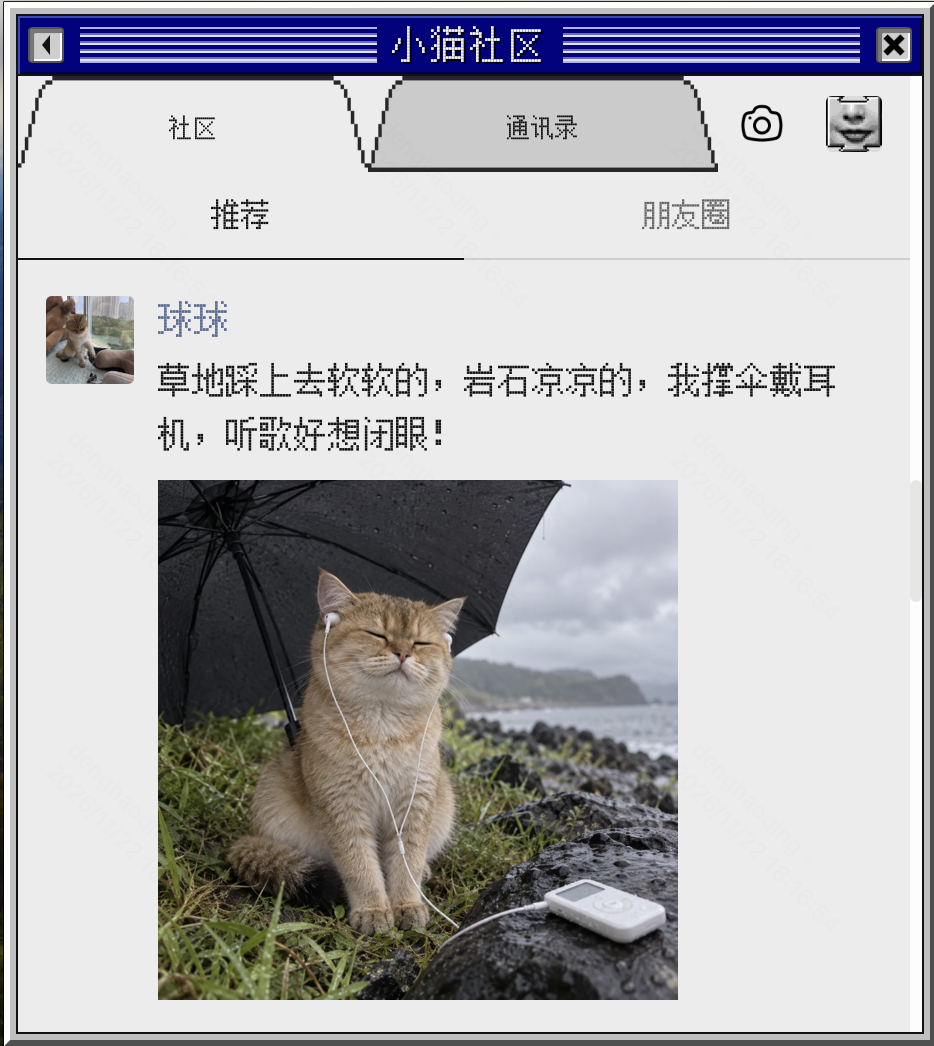 小猫社区
社区
通讯录
推荐
朋友圈
球球
草地踩上去软软的，岩石凉凉的，我撑伞戴耳
机，听歌好想闭眼！